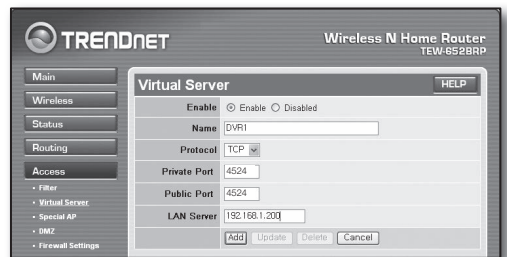 TRENDNET
Wireless N Home Router
TEW-652BRP
Main
Wireless
Status
Routing
Access
• Filter
• Virtual Server
• Special AP
• DMZ
• Firewall Settings
Virtual Server
HELP
Enable Enable Disabled
Name DVR1
Protocol TCP
Private Port 4524
Public Port 4524
LAN Server 192.168.1.200
Add Update Delete Cancel